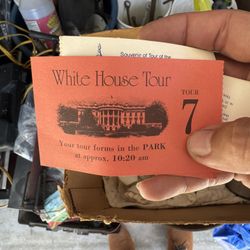 Souvenir of Tour of the
White House Tour
TOUR
7
Your tour forms in the PARK
at approx. 10:20 am